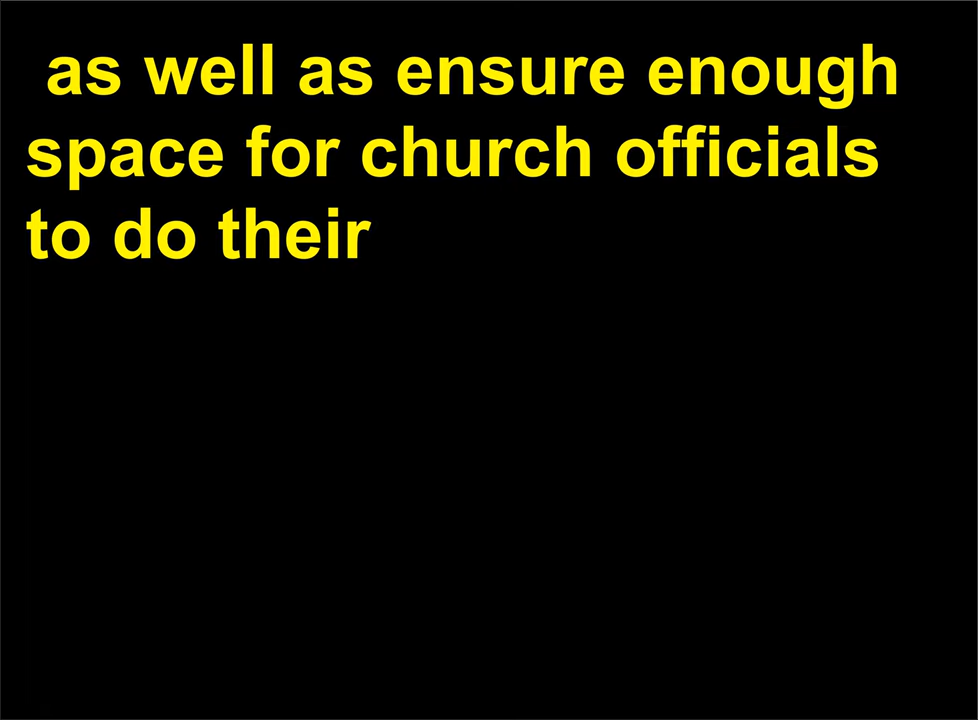 as well as ensure enough
space for church officials
to do their